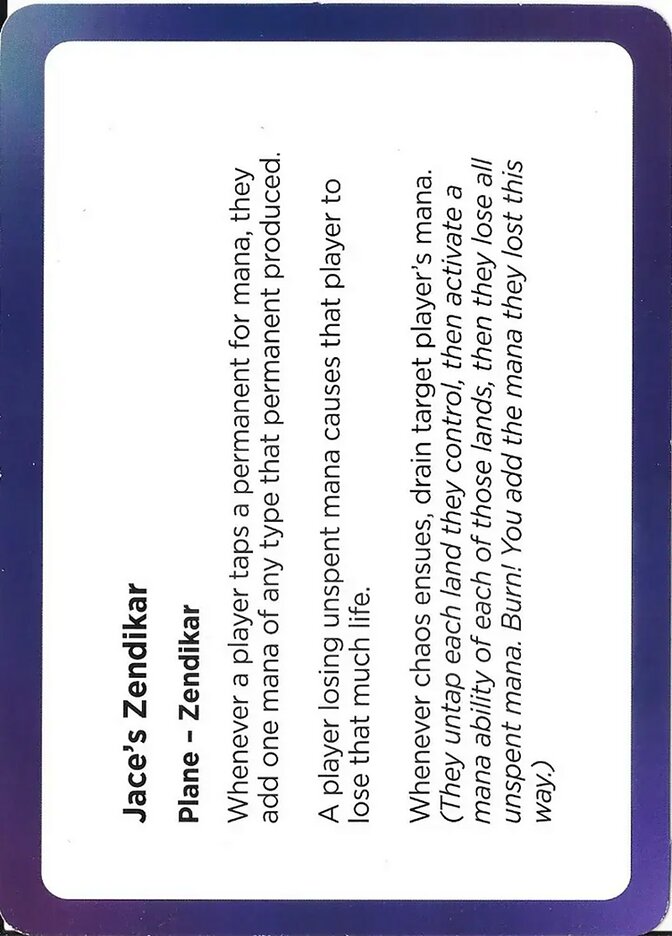 Jace's Zendikar
Plane – Zendikar
Whenever a player taps a permanent for mana, they
add one mana of any type that permanent produced.
A player losing unspent mana causes that player to
lose that much life.
Whenever chaos ensues, drain target player's mana.
(They untap each land they control, then activate a
mana ability of each of those lands, then they lose all
unspent mana. Burn! You add the mana they lost this
way.)